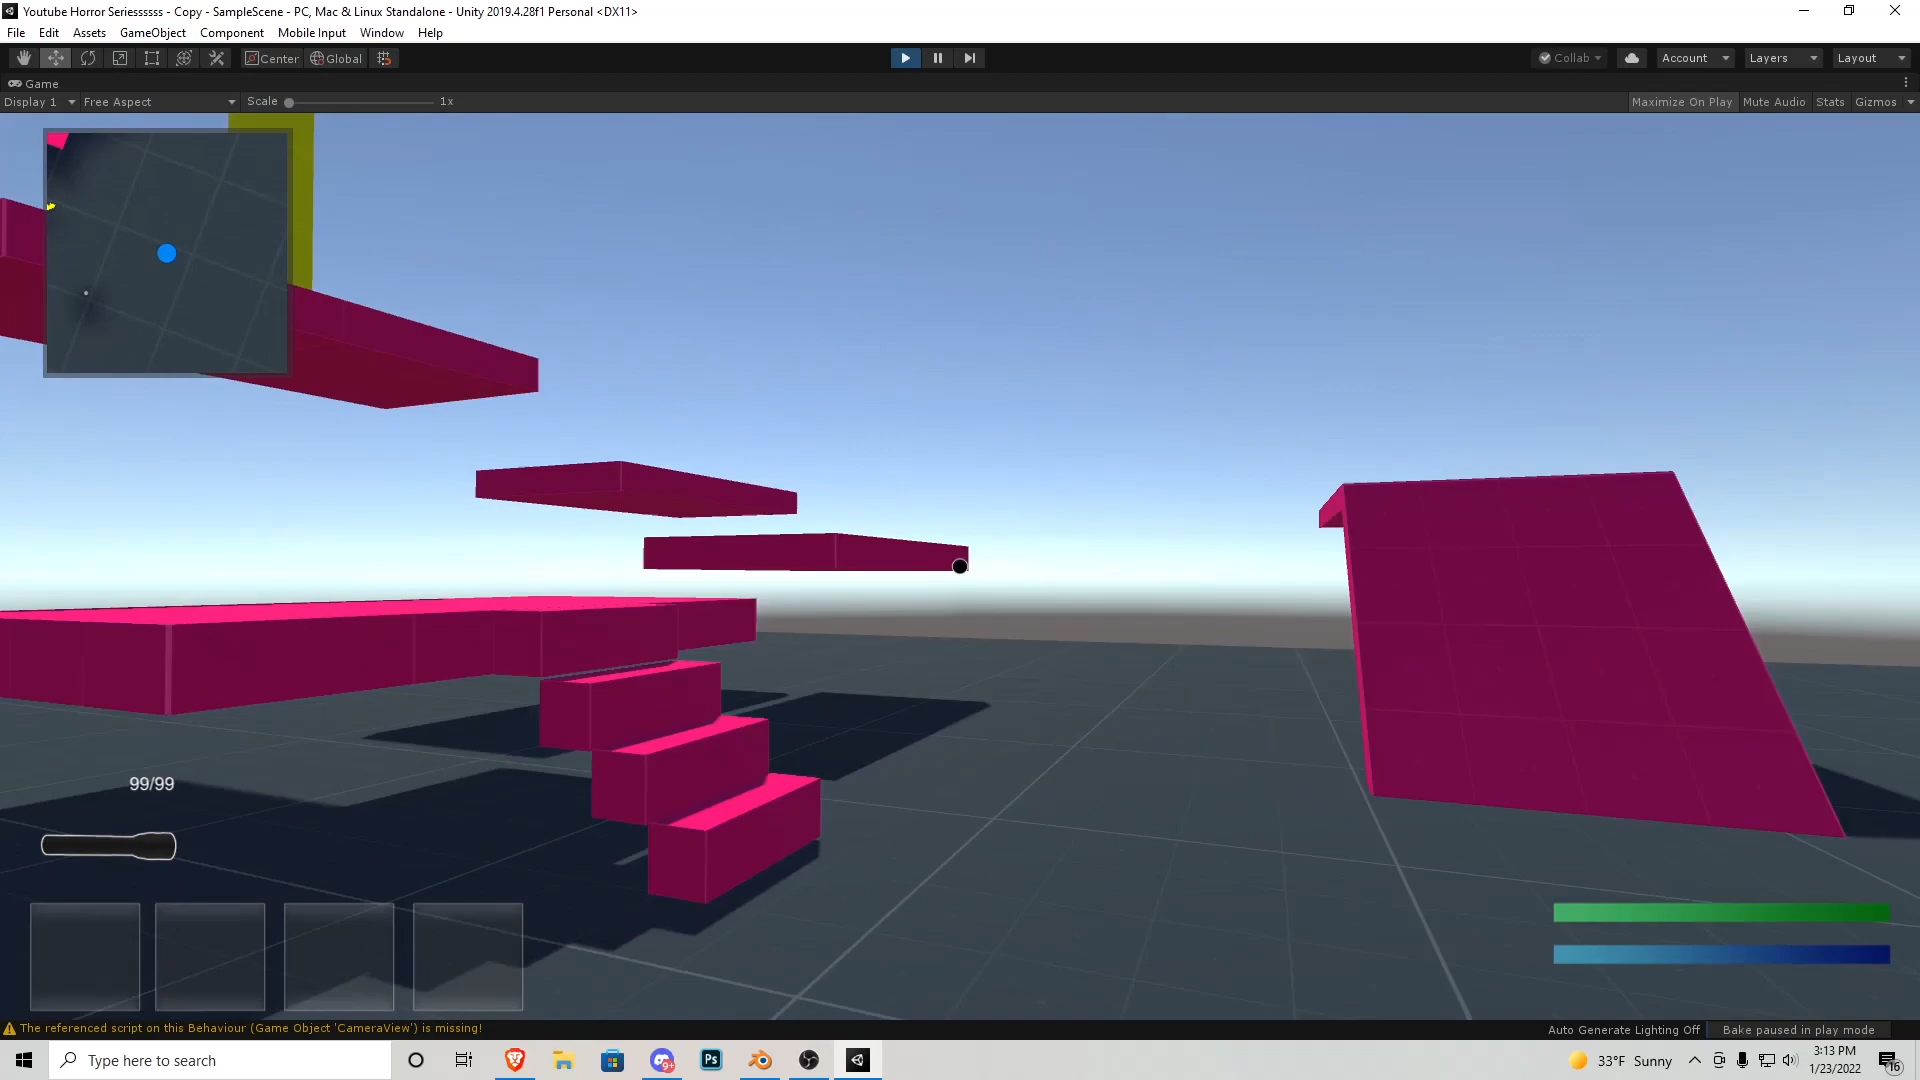 Youtube Horror Seriessssss - Copy - SampleScene - PC, Mac & Linux Standalone - Unity 2019.4.28f1 Personal <DX11>
File Edit Assets GameObject Component Mobile Input Window Help
Center Global Collab Account Layers Layout
Game
Display 1 Free Aspect Scale 1x Maximize On Play Mute Audio Stats Gizmos
99/99
The referenced script on this Behaviour (Game Object 'CameraView') is missing! Auto Generate Lighting Off Bake paused in play mode
Type here to search 9+ Ps 33°F Sunny 3:13 PM
1/23/2022 16